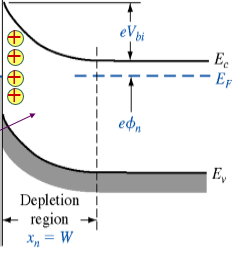 eV_bi
E_c
E_F
eϕ_n
E_v
Depletion
region
x_n = W